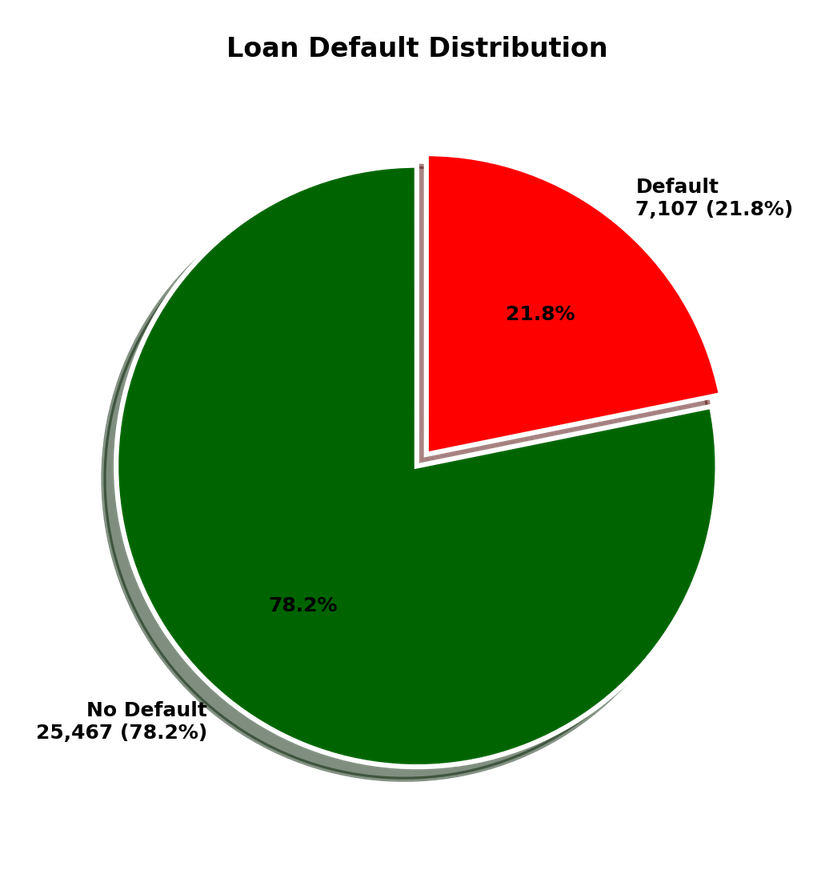 Loan Default Distribution
Default
7,107 (21.8%)
21.8%
78.2%
No Default
25,467 (78.2%)